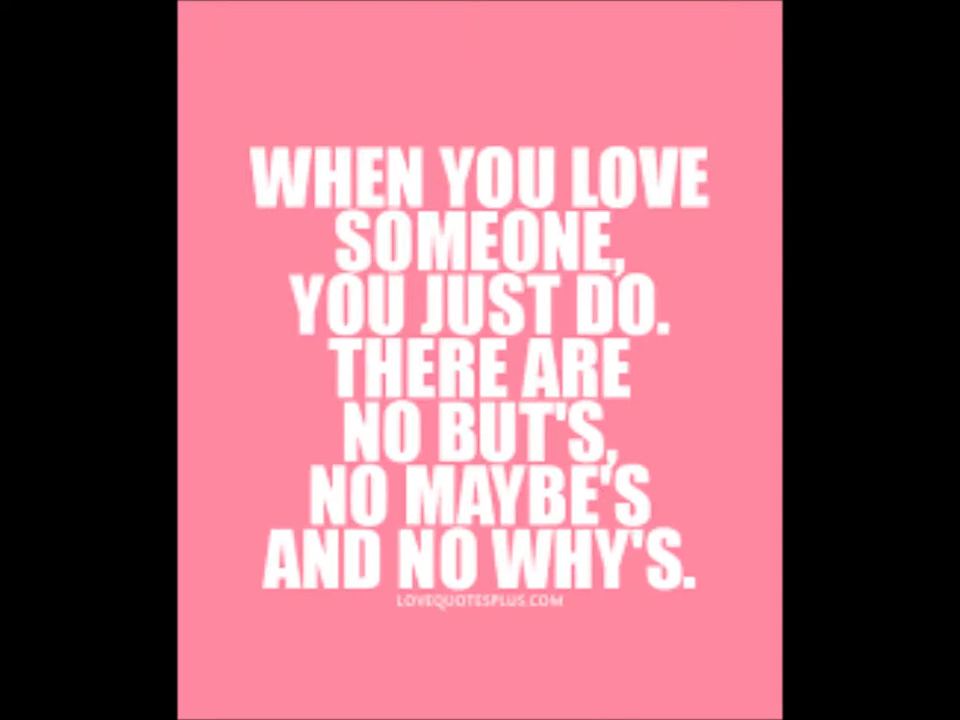 WHEN YOU LOVE
SOMEONE,
YOU JUST DO.
THERE ARE
NO BUT'S,
NO MAYBE'S
AND NO WHY'S.
LOVEQUOTESPLUS.COM